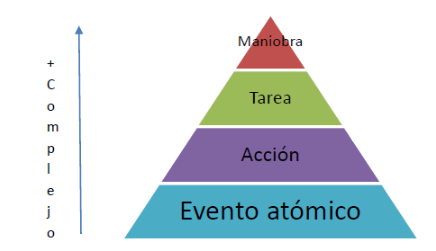 Maniobra
Tarea
Acción
Evento atómico
+
C
o
m
p
l
e
j
o